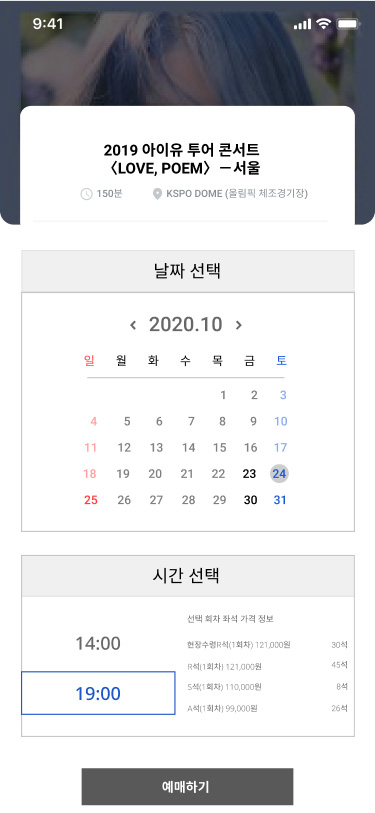 9:41
2019 아이유 투어 콘서트
〈LOVE, POEM〉 – 서울
150분 KSPO DOME (올림픽 체조경기장)
날짜 선택
‹ 2020.10 ›
일 월 화 수 목 금 토
1 2 3
4 5 6 7 8 9 10
11 12 13 14 15 16 17
18 19 20 21 22 23 24
25 26 27 28 29 30 31
시간 선택
선택 회차 좌석 가격 정보
14:00
현장수령R석(1회차) 121,000원 30석
R석(1회차) 121,000원 45석
19:00
S석(1회차) 110,000원 8석
A석(1회차) 99,000원 26석
예매하기